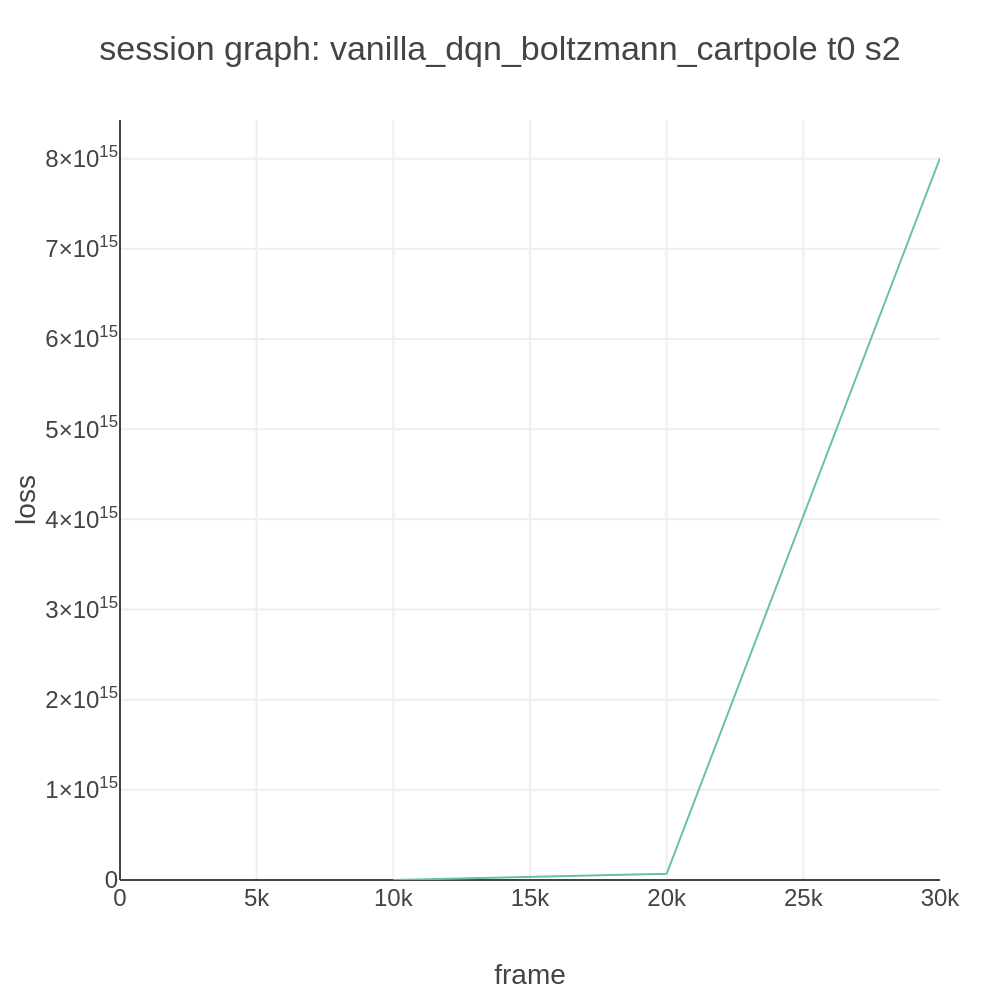 session graph: vanilla_dqn_boltzmann_cartpole t0 s2
8×10¹⁵
7×10¹⁵
6×10¹⁵
5×10¹⁵
4×10¹⁵
3×10¹⁵
2×10¹⁵
1×10¹⁵
0
loss
0 5k 10k 15k 20k 25k 30k
frame